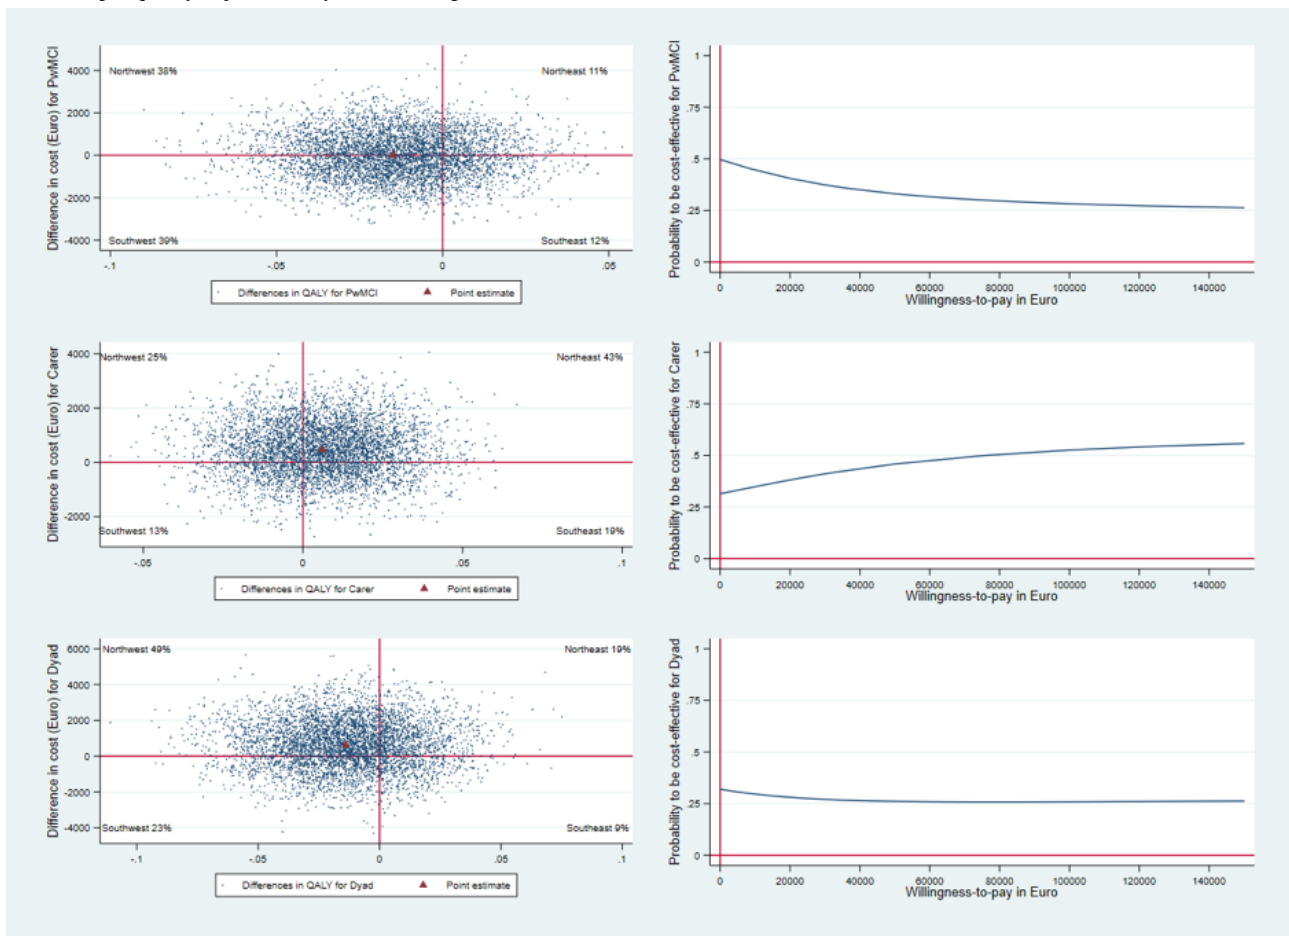 Difference in cost (Euro) for PwMCI
Northwest 38%
Northeast 11%
4000
2000
0
-2000
-4000
Southwest 39%
Southeast 12%
-.1
-.05
0
.05
Differences in QALY for PwMCI
Point estimate
Probability to be cost-effective for PwMCI
1
.75
.5
.25
0
0
20000
40000
60000
80000
100000
120000
140000
Willingness-to-pay in Euro
Difference in cost (Euro) for Carer
Northwest 25%
Northeast 43%
4000
2000
0
-2000
Southwest 13%
Southeast 19%
-.05
0
.05
.1
Differences in QALY for Carer
Point estimate
Probability to be cost-effective for Carer
1
.75
.5
.25
0
0
20000
40000
60000
80000
100000
120000
140000
Willingness-to-pay in Euro
Difference in cost (Euro) for Dyad
Northwest 49%
Northeast 19%
6000
4000
2000
0
-2000
-4000
Southwest 23%
Southeast 9%
-.1
-.05
0
.05
.1
Differences in QALY for Dyad
Point estimate
Probability to be cost-effective for Dyad
1
.75
.5
.25
0
0
20000
40000
60000
80000
100000
120000
140000
Willingness-to-pay in Euro